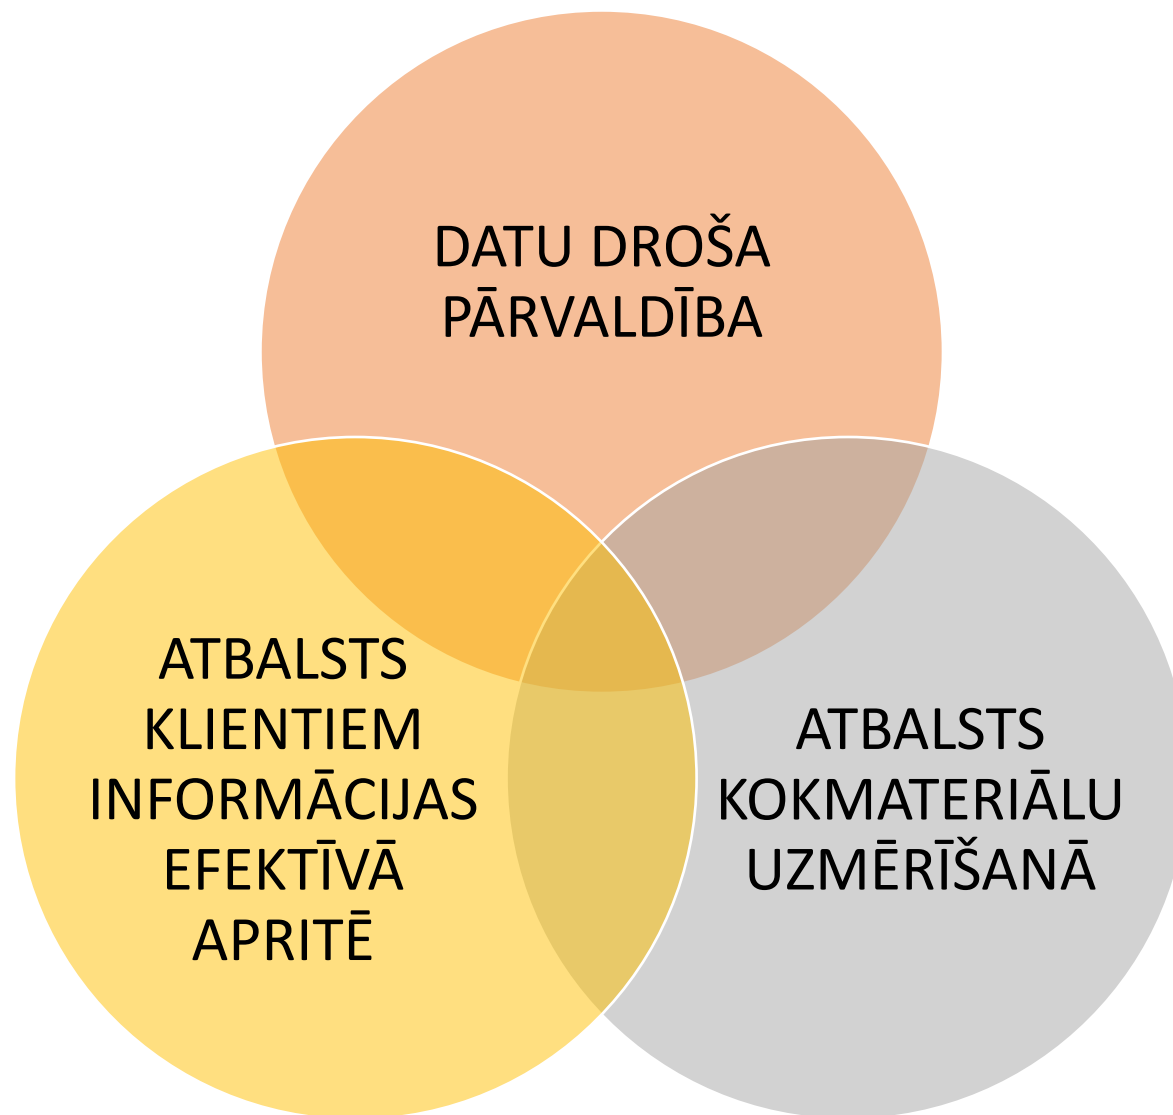 DATU DROŠA
PĀRVALDĪBA
ATBALSTS
KLIENTIEM
INFORMĀCIJAS
EFEKTĪVĀ
APRITĒ
ATBALSTS
KOKMATERIĀLU
UZMĒRĪŠANĀ